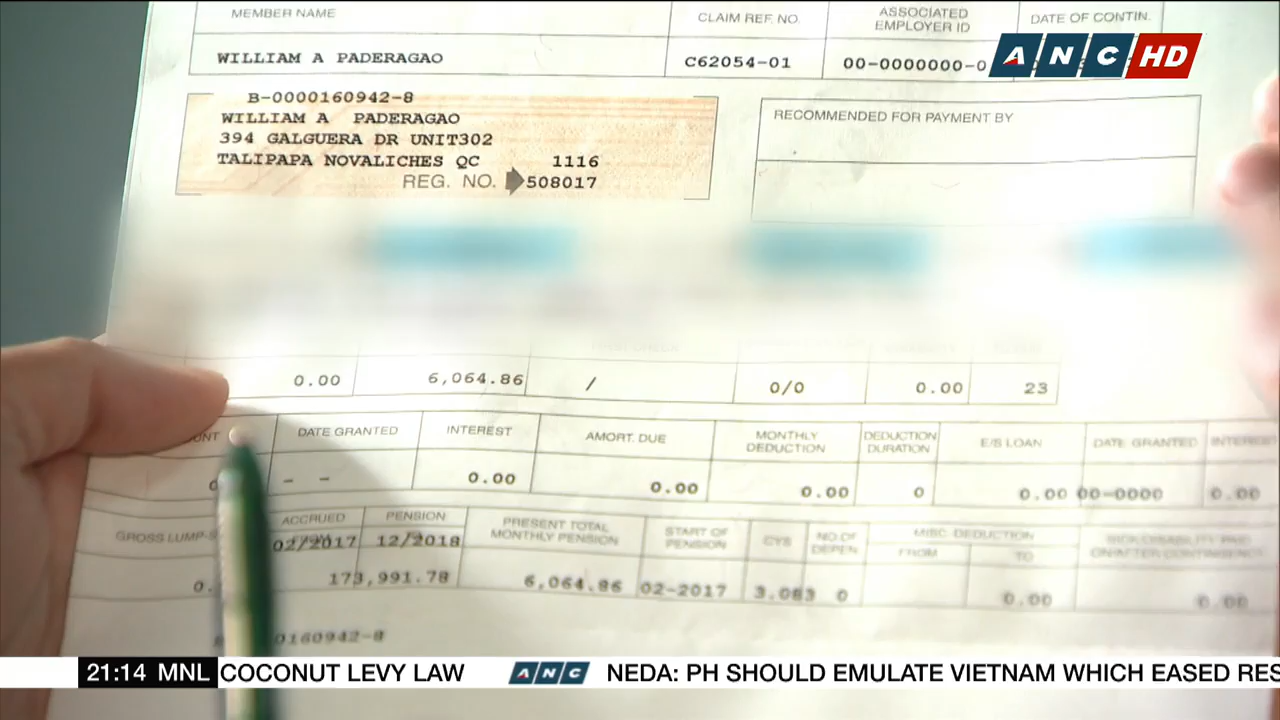 MEMBER NAME
CLAIM REF. NO.
ASSOCIATED
EMPLOYER ID
DATE OF CONTIN.
WILLIAM A PADERAGAO
C62054-01
00-0000000-0
ANC HD
B-0000160942-8
WILLIAM A PADERAGAO
394 GALGUERA DR UNIT302
TALIPAPA NOVALICHES QC 1116
REG. NO. 508017
RECOMMENDED FOR PAYMENT BY
0.00 6,064.86 / 0/0 0.00 23
DATE GRANTED INTEREST AMORT. DUE MONTHLY DEDUCTION DEDUCTION DURATION E/S LOAN DATE GRANTED INTEREST
- - 0.00 0.00 0.00 0 0.00 00-0000 0.00
GROSS LUMP-S ACCRUED PENSION PRESENT TOTAL MONTHLY PENSION START OF PENSION CYS NO.OF DEPEN MISC. DEDUCTION
FROM TO
02/2017 12/2018
0. 173,991.78 6,064.86 02-2017 3.083 0 0.00 0.00
0160942-8
21:14 MNL COCONUT LEVY LAW ANC NEDA: PH SHOULD EMULATE VIETNAM WHICH EASED RES